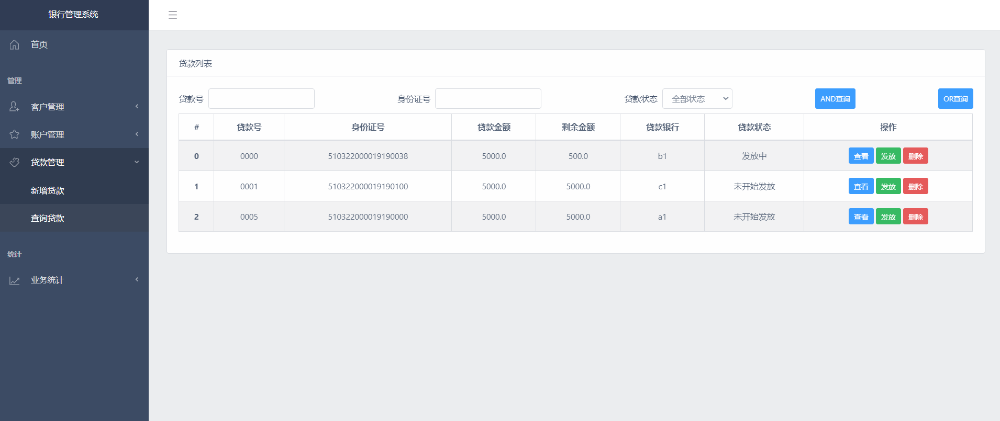 银行管理系统
首页
管理
客户管理
账户管理
贷款管理
新增贷款
查询贷款
统计
业务统计
贷款列表
贷款号 身份证号 贷款状态 全部状态 AND查询 OR查询
# 贷款号 身份证号 贷款金额 剩余金额 贷款银行 贷款状态 操作
0 0000 510322000019190038 5000.0 500.0 b1 发放中 查看 发放 删除
1 0001 510322000019190100 5000.0 5000.0 c1 未开始发放 查看 发放 删除
2 0005 510322000019190000 5000.0 5000.0 a1 未开始发放 查看 发放 删除